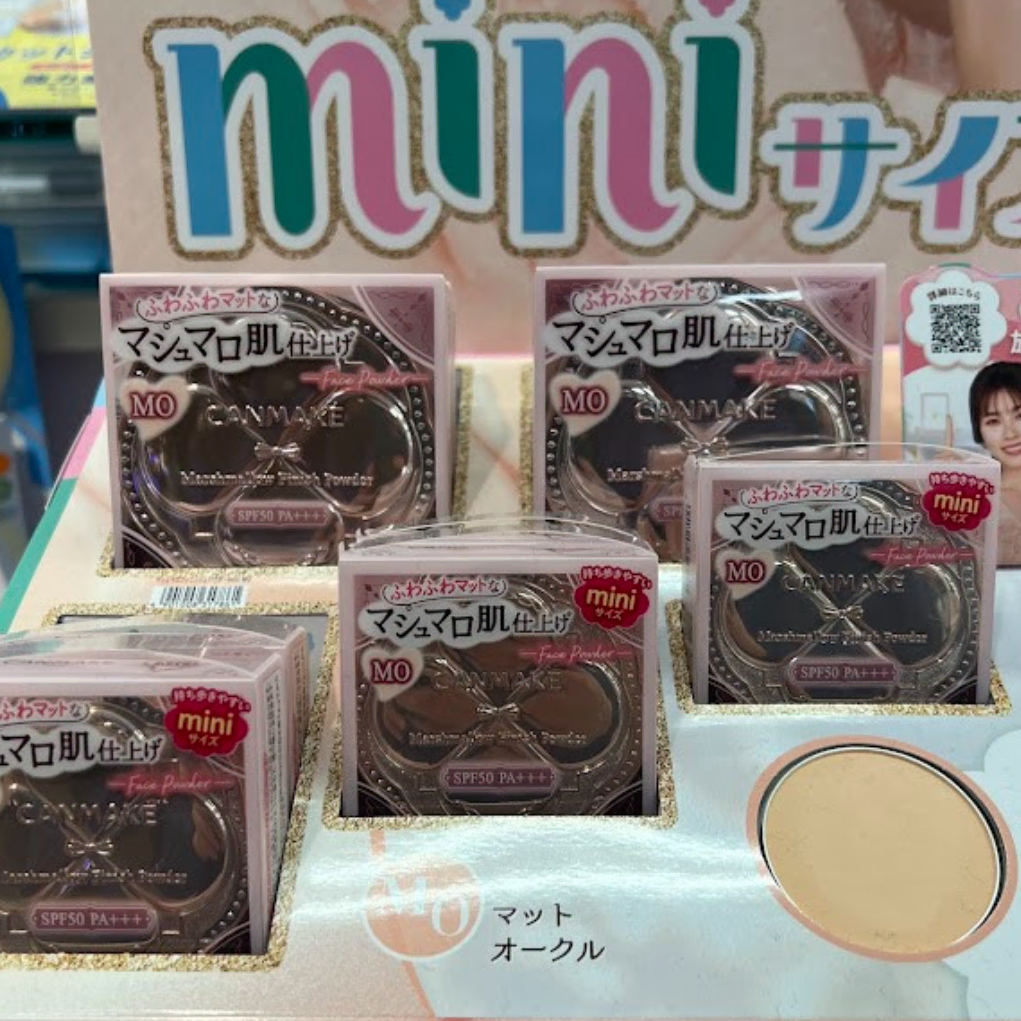 mini サイズ
ふわふわマットな
マシュマロ肌仕上げ
Face Powder
MO
CANMAKE
Marshmallow Finish Powder
SPF50 PA+++
ふわふわマットな
マシュマロ肌仕上げ
Face Powder
MO
CANMAKE
詳細はこちら
ふわふわマットな
マシュマロ肌仕上げ
持ち歩きやすい
mini
サイズ
Face Powder
MO
CANMAKE
Marshmallow Finish Powder
SPF50 PA+++
ふわふわマットな
マシュマロ肌仕上げ
持ち歩きやすい
mini
サイズ
Face Powder
MO
CANMAKE
Marshmallow Finish Powder
SPF50 PA+++
ふわマットな
マロ肌仕上げ
持ち歩きやすい
mini
サイズ
Face Powder
CANMAKE
Marshmallow Finish Powder
SPF50 PA+++
MO
マット
オークル